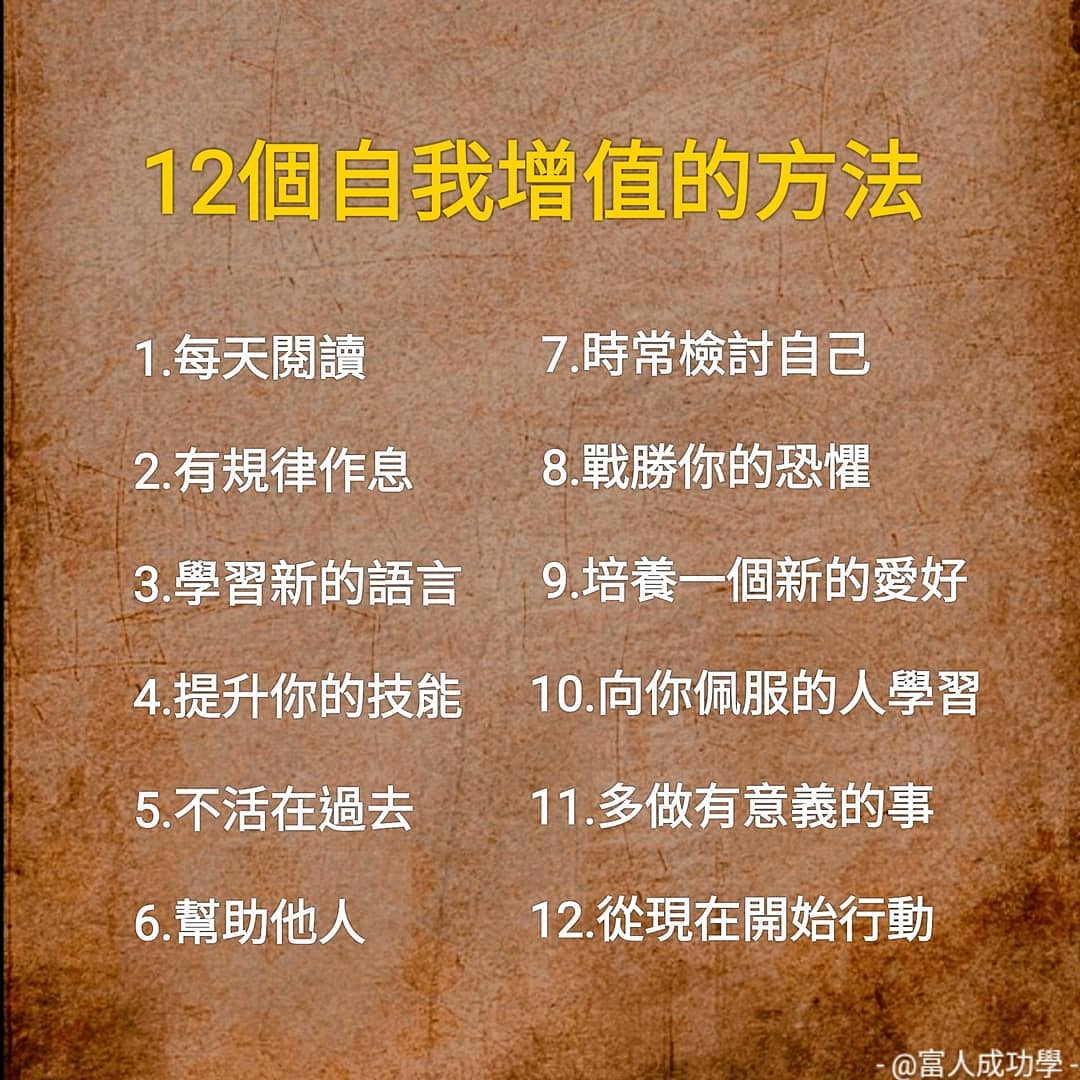 12個自我增值的方法
1.每天閱讀
2.有規律作息
3.學習新的語言
4.提升你的技能
5.不活在過去
6.幫助他人
7.時常檢討自己
8.戰勝你的恐懼
9.培養一個新的愛好
10.向你佩服的人學習
11.多做有意義的事
12.從現在開始行動
- @富人成功學 -